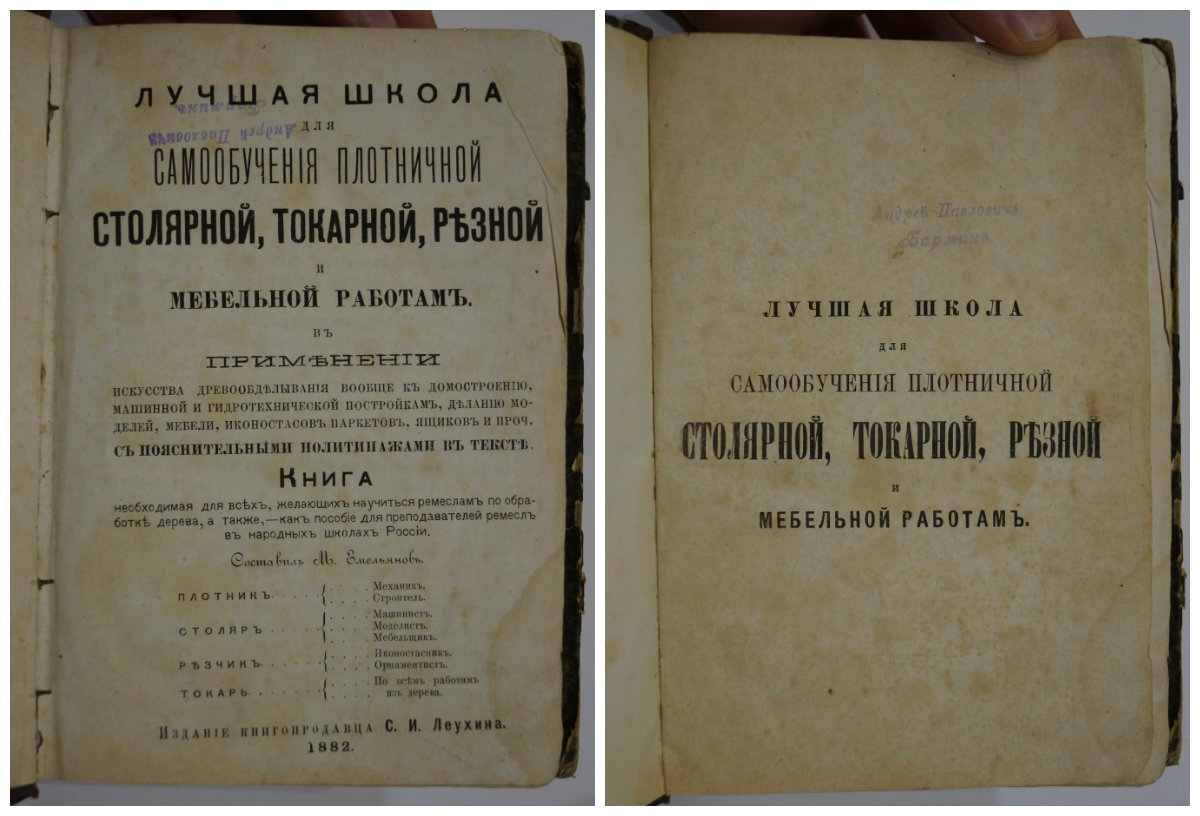 ЛУЧШАЯ ШКОЛА
ДЛЯ
САМООБУЧЕНІЯ ПЛОТНИЧНОЙ
СТОЛЯРНОЙ, ТОКАРНОЙ, РѢЗНОЙ
И
МЕБЕЛЬНОЙ РАБОТАМЪ.
ВЪ
ПРИМѢНЕНІИ
ИСКУССТВА ДРЕВООБДѢЛЫВАНІЯ ВООБЩЕ КЪ ДОМОСТРОЕНІЮ,
МАШИННОЙ И ГИДРОТЕХНИЧЕСКОЙ ПОСТРОЙКАМЪ, ДѢЛАНІЮ МО-
ДЕЛЕЙ, МЕБЕЛИ, ИКОНОСТАСОВЪ ПАРКЕТОВЪ, ЯЩИКОВЪ И ПРОЧ.
СЪ ПОЯСНИТЕЛЬНЫМИ ПОЛИТИПАЖАМИ ВЪ ТЕКСТѢ.
КНИГА
необходимая для всѣхъ, желающихъ научиться ремесламъ по обра-
боткѣ дерева, а также,—какъ пособіе для преподавателей ремеслъ
въ народныхъ школахъ Россіи.
Составилъ М. Емельяновъ.
ПЛОТНИКЪ. . . . . { . . . . Механикъ.
. . . . Строитель.
СТОЛЯРЪ . . . . . { . . . . Машинистъ.
. . . . Моделистъ.
. . . . Мебельщикъ.
РѢЗЧИКЪ. . . . . { . . . . Иконостасникъ.
. . . . Орнаментистъ.
ТОКАРЬ. . . . . . { . . . . По всѣмъ работамъ
изъ дерева.
ИЗДАНІЕ КНИГОПРОДАВЦА С. И. Леухина.
1882.
Андрей Павловичъ
Барминъ.
Андрей Павловичъ
Барминъ.
ЛУЧШАЯ ШКОЛА
ДЛЯ
САМООБУЧЕНІЯ ПЛОТНИЧНОЙ
СТОЛЯРНОЙ, ТОКАРНОЙ, РѢЗНОЙ
И
МЕБЕЛЬНОЙ РАБОТАМЪ.